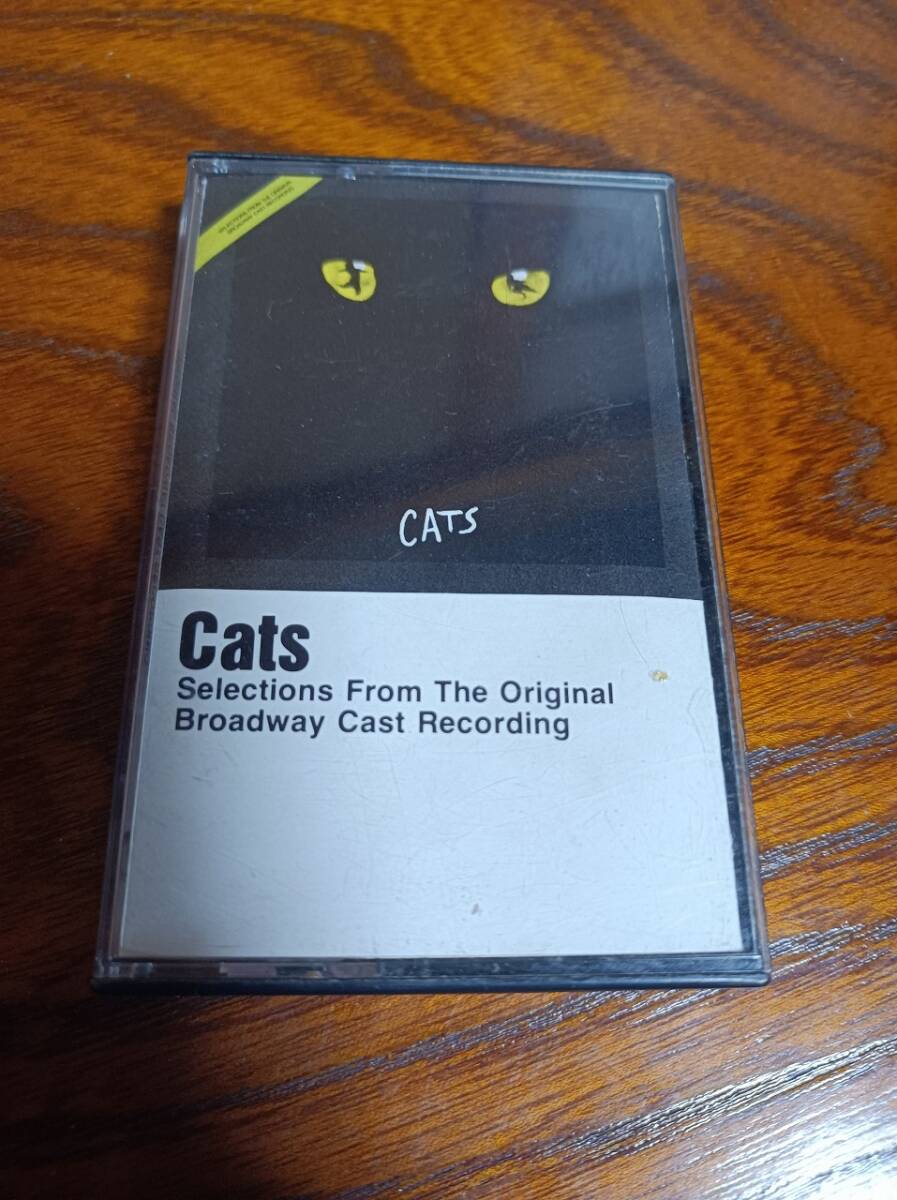 CATS
Cats
Selections From The Original
Broadway Cast Recording